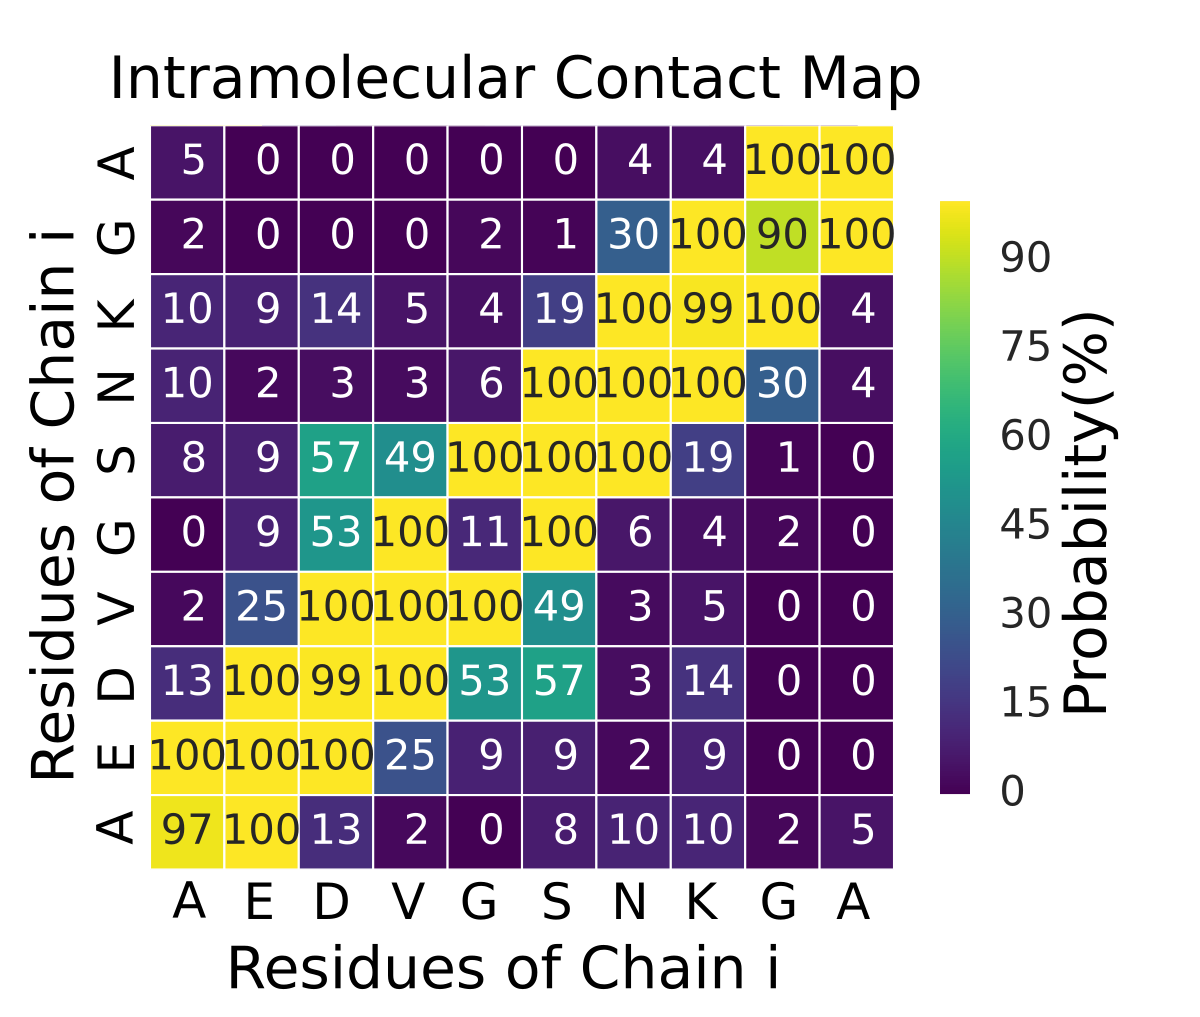 Intramolecular Contact Map
Residues of Chain i
A 5 0 0 0 0 0 4 4 100 100
G 2 0 0 0 2 1 30 100 90 100
K 10 9 14 5 4 19 100 99 100 4
N 10 2 3 3 6 100 100 100 30 4
S 8 9 57 49 100 100 100 19 1 0
G 0 9 53 100 11 100 6 4 2 0
V 2 25 100 100 100 49 3 5 0 0
D 13 100 99 100 53 57 3 14 0 0
E 100 100 100 25 9 9 2 9 0 0
A 97 100 13 2 0 8 10 10 2 5
A E D V G S N K G A
Residues of Chain i
90
75
60
45
30
15
0
Probability(%)